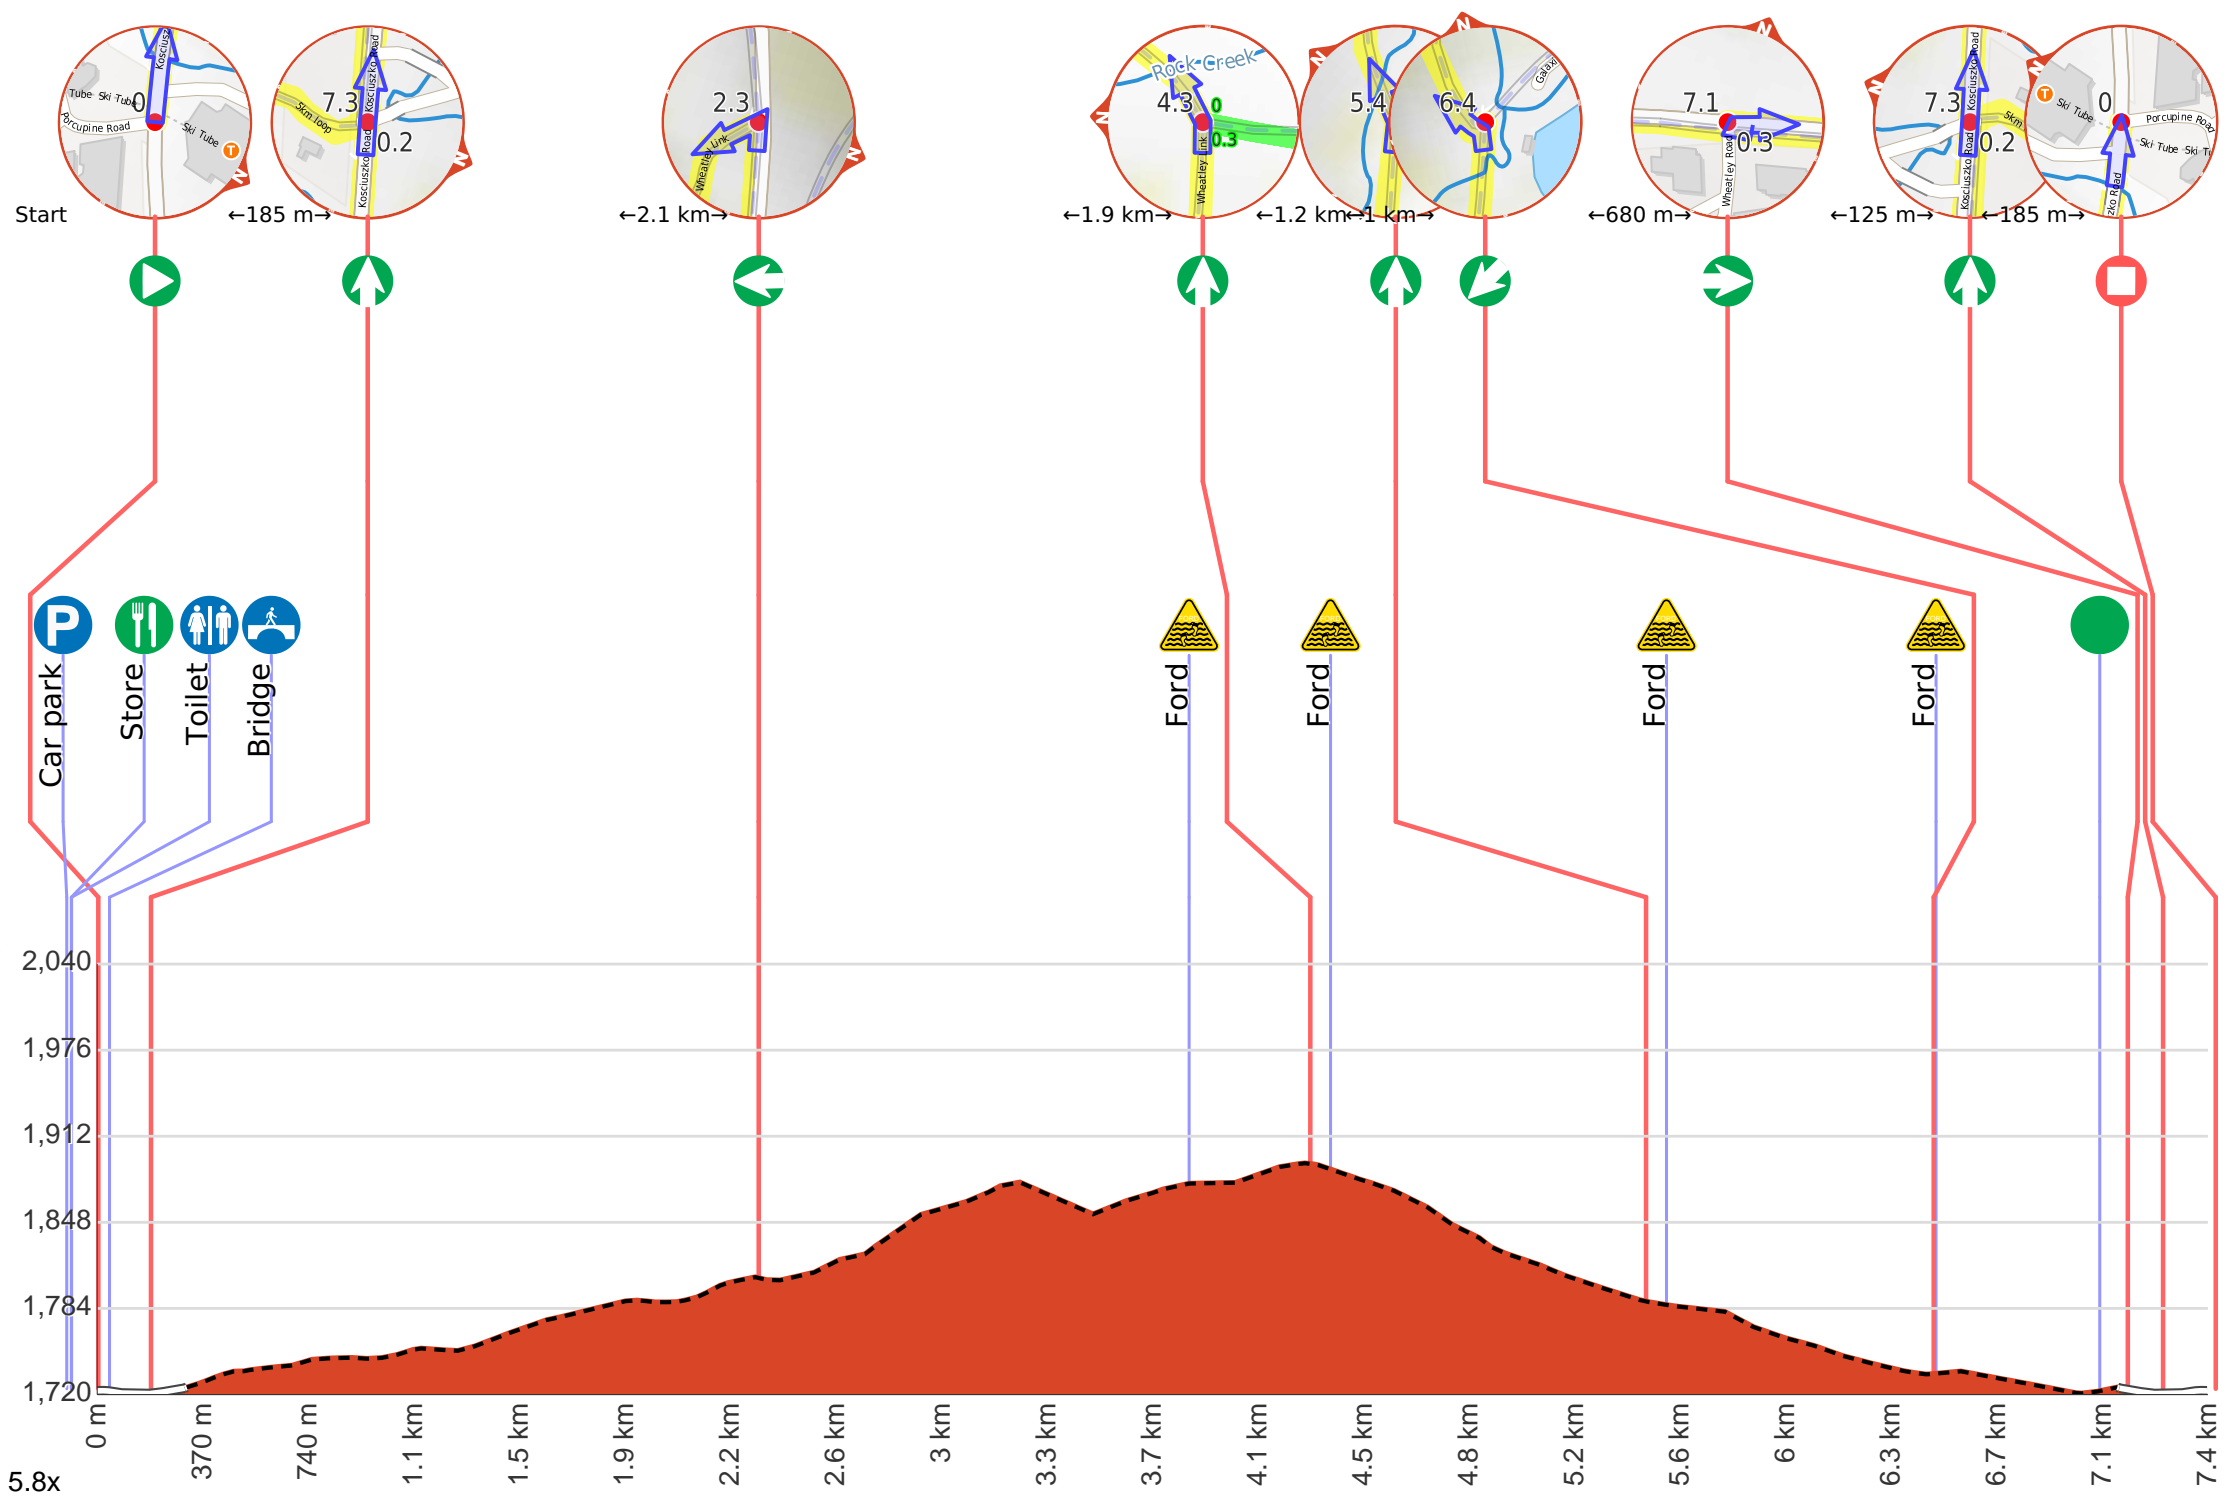 Kosciusz
Tube Ski Tube
0
Porcupine Road
Ski Tube
T
N
Kosciuszko Road
7.3
5km loop
0.2
Kosciuszko Road
N
2.3
Wheatley Link
N
Rock Creek
4.3
0
0.3
Wheatley Link
N
5.4
N
6.4
Galaxy
N
7.1
0.3
Wheatley Road
N
Kosciuszko Road
7.3
5km
0.2
Kosciuszko Road
N
T
Ski Tube
0
Porcupine Road
Ski Tube Ski Tu
zko Road
N
Start
←185 m→
←2.1 km→
←1.9 km→
←1.2 km→
←1 km→
←680 m→
←125 m→
←185 m→
P
Car park
Store
Toilet
Bridge
Ford
Ford
Ford
Ford
2,040
1,976
1,912
1,848
1,784
1,720
0 m
370 m
740 m
1.1 km
1.5 km
1.9 km
2.2 km
2.6 km
3 km
3.3 km
3.7 km
4.1 km
4.5 km
4.8 km
5.2 km
5.6 km
6 km
6.3 km
6.7 km
7.1 km
7.4 km
5.8x